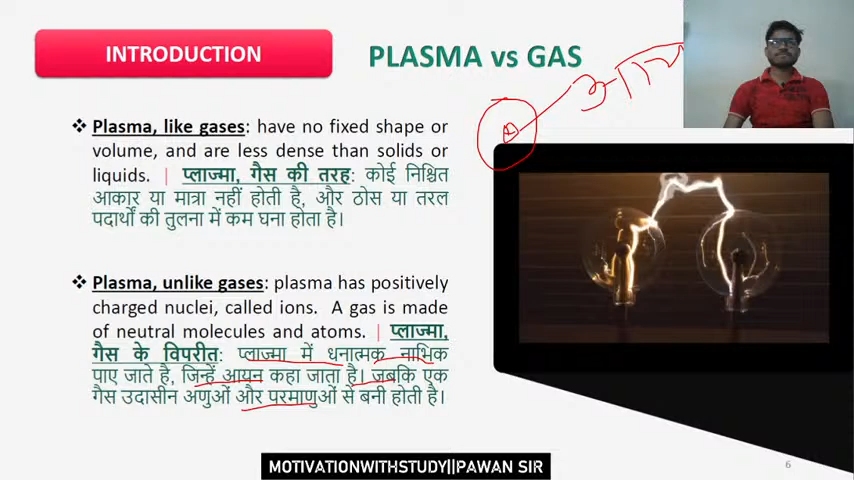 INTRODUCTION
PLASMA vs GAS
❖ Plasma, like gases: have no fixed shape or
volume, and are less dense than solids or
liquids. | प्लाज्मा, गैस की तरह: कोई निश्चित
आकार या मात्रा नहीं होती है, और ठोस या तरल
पदार्थों की तुलना में कम घना होता है।
❖ Plasma, unlike gases: plasma has positively
charged nuclei, called ions. A gas is made
of neutral molecules and atoms. | प्लाज्मा,
गैस के विपरीत: प्लाज्मा में धनात्मक नाभिक
पाए जाते है, जिन्हें आयन कहा जाता है। जबकि एक
गैस उदासीन अणुओं और परमाणुओं से बनी होती है।
MOTIVATIONWITHSTUDY||PAWAN SIR
6